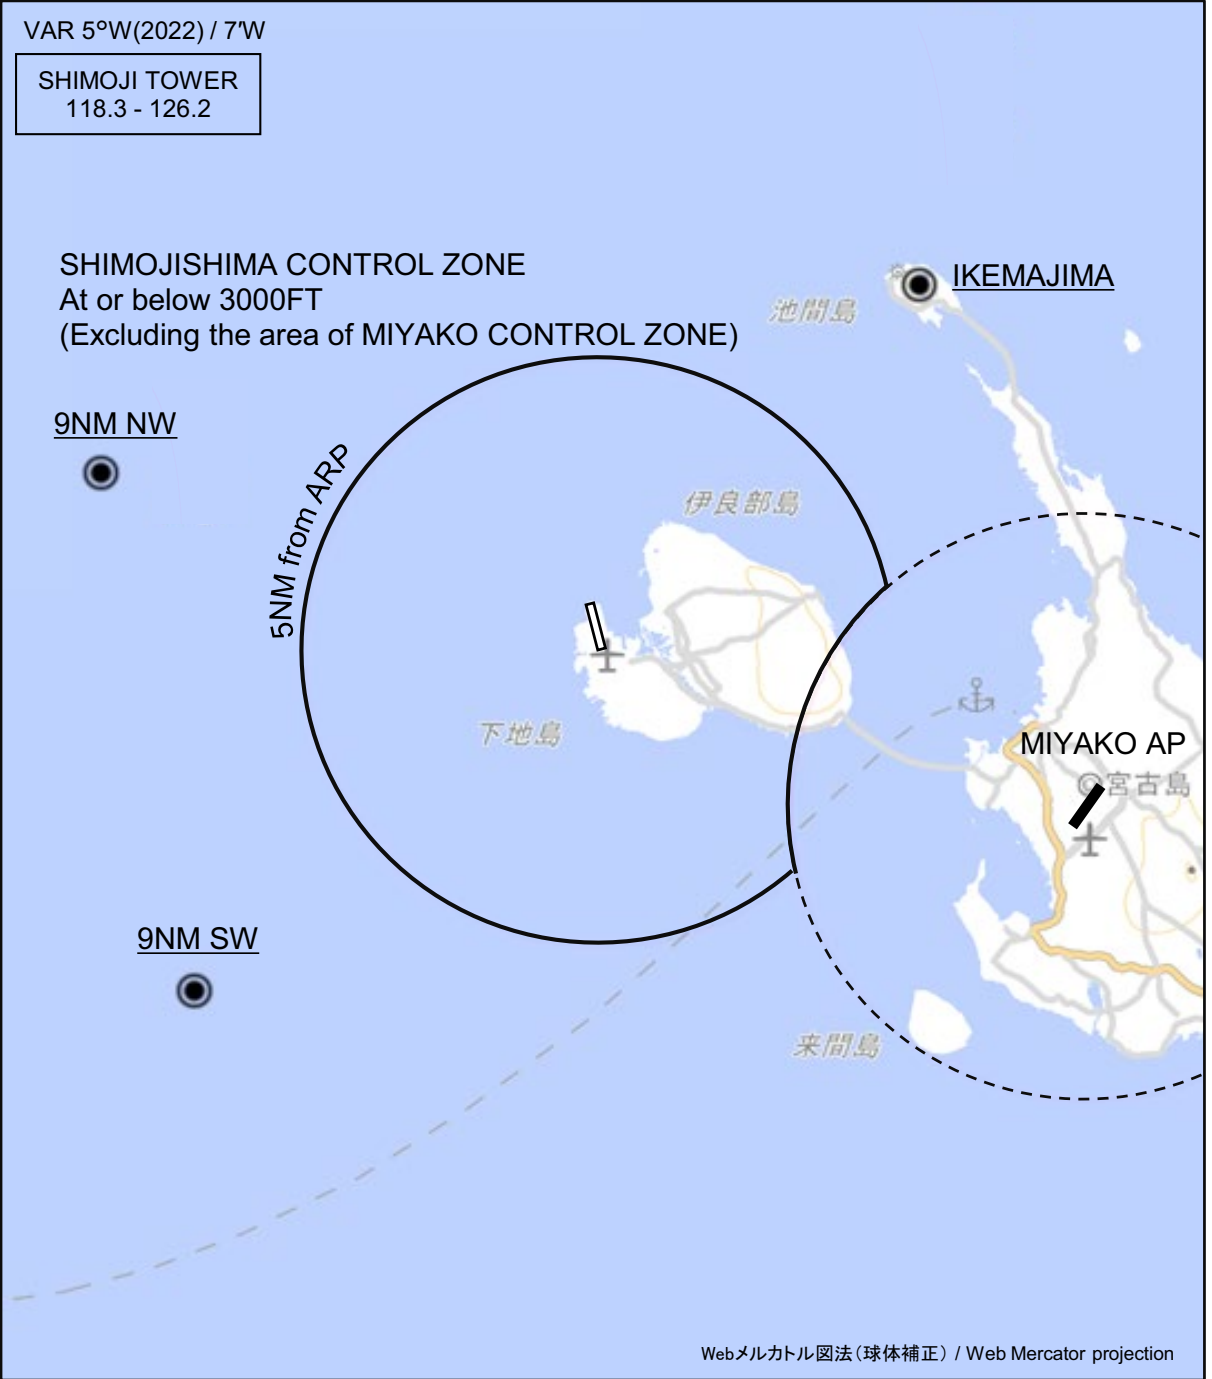 VAR 5°W(2022) / 7'W
SHIMOJI TOWER
118.3 - 126.2
SHIMOJISHIMA CONTROL ZONE
At or below 3000FT
(Excluding the area of MIYAKO CONTROL ZONE)
IKEMAJIMA
池間島
9NM NW
5NM from ARP
伊良部島
下地島
MIYAKO AP
宮古島
9NM SW
来間島
Webメルカトル図法(球体補正) / Web Mercator projection